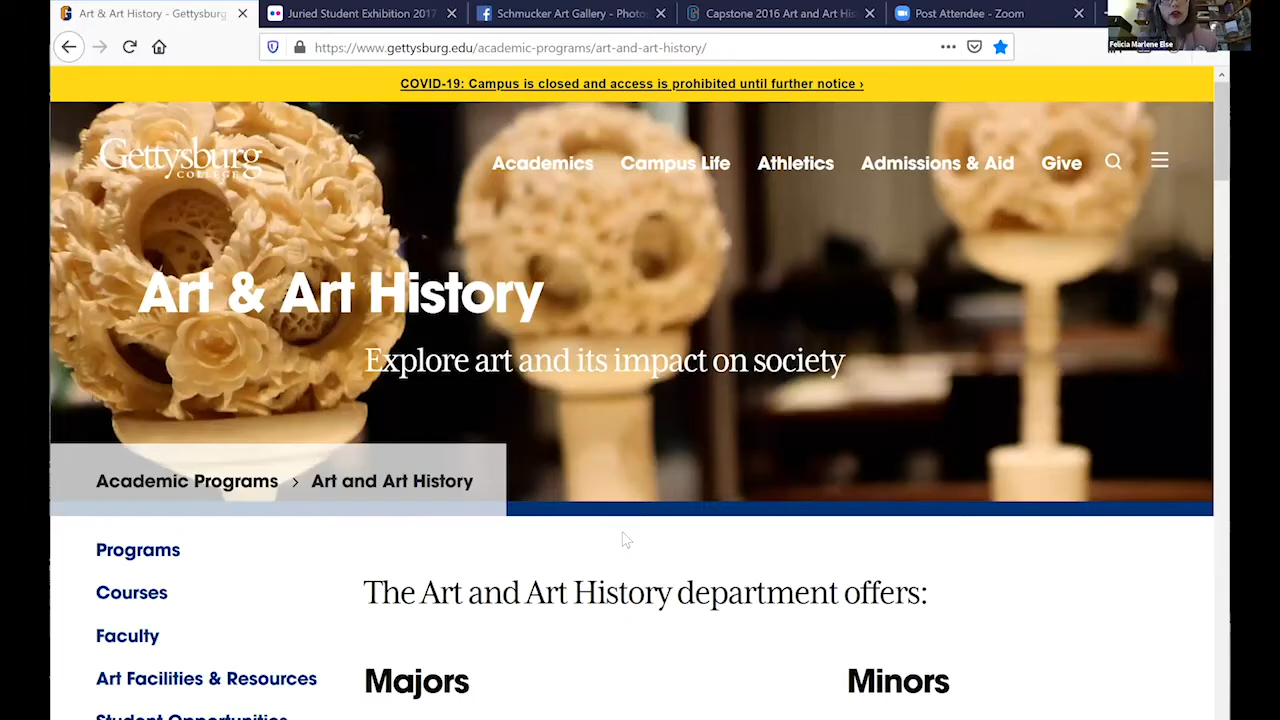 Art & Art History - Gettysburg
Juried Student Exhibition 2017
Schmucker Art Gallery - Photo
Capstone 2016 Art and Art His
Post Attendee - Zoom
https://www.gettysburg.edu/academic-programs/art-and-art-history/
Felicia Marlene Else
COVID-19: Campus is closed and access is prohibited until further notice ›
Gettysburg
COLLEGE
Academics
Campus Life
Athletics
Admissions & Aid
Give
Art & Art History
Explore art and its impact on society
Academic Programs > Art and Art History
Programs
Courses
Faculty
Art Facilities & Resources
Student Opportunities
The Art and Art History department offers:
Majors
Minors